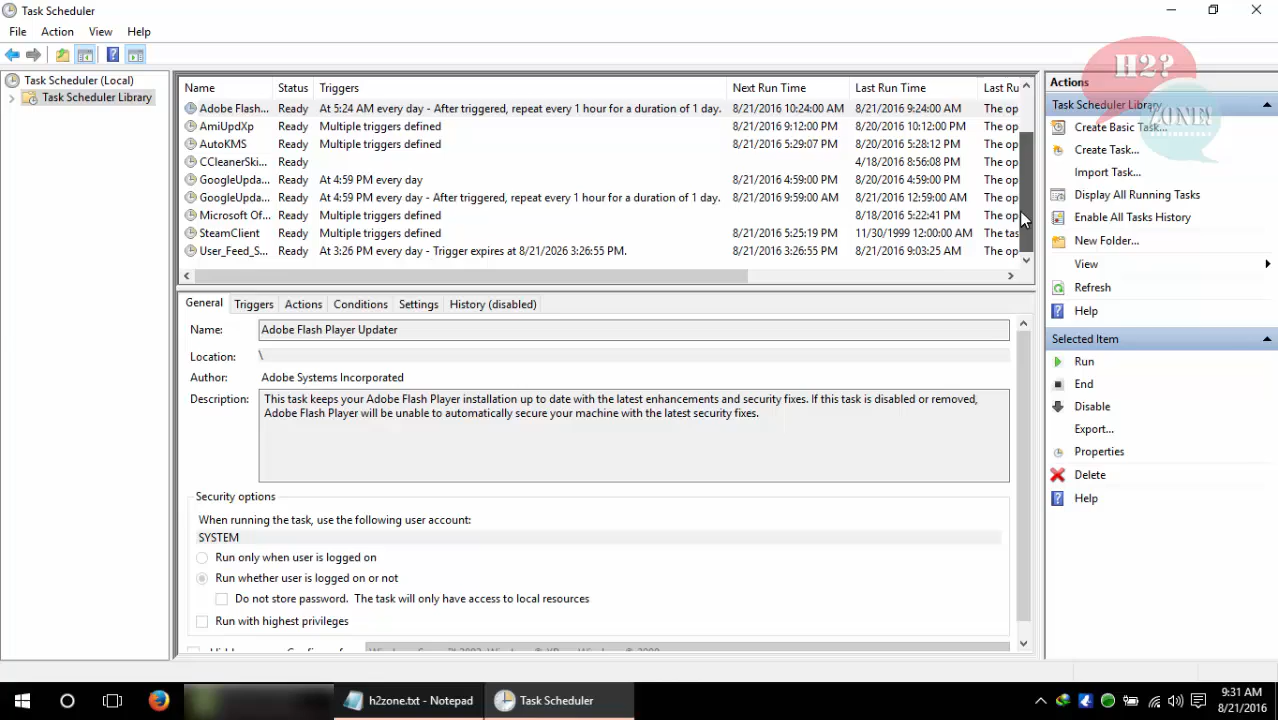 Task Scheduler
File Action View Help
Task Scheduler (Local)
Task Scheduler Library
Name Status Triggers Next Run Time Last Run Time Last Ru
Adobe Flash... Ready At 5:24 AM every day - After triggered, repeat every 1 hour for a duration of 1 day. 8/21/2016 10:24:00 AM 8/21/2016 9:24:00 AM The op
AmiUpdXp Ready Multiple triggers defined 8/21/2016 9:12:00 PM 8/20/2016 10:12:00 PM The op
AutoKMS Ready Multiple triggers defined 8/21/2016 5:29:07 PM 8/20/2016 5:28:12 PM The op
CCleanerSki... Ready 4/18/2016 8:56:08 PM The op
GoogleUpda... Ready At 4:59 PM every day 8/21/2016 4:59:00 PM 8/20/2016 4:59:00 PM The op
GoogleUpda... Ready At 4:59 PM every day - After triggered, repeat every 1 hour for a duration of 1 day. 8/21/2016 9:59:00 AM 8/21/2016 12:59:00 AM The op
Microsoft Of... Ready Multiple triggers defined 8/18/2016 5:22:41 PM The op
SteamClient Ready Multiple triggers defined 8/21/2016 5:25:19 PM 11/30/1999 12:00:00 AM The tas
User_Feed_S... Ready At 3:26 PM every day - Trigger expires at 8/21/2026 3:26:55 PM. 8/21/2016 3:26:55 PM 8/21/2016 9:03:25 AM The op
General Triggers Actions Conditions Settings History (disabled)
Name: Adobe Flash Player Updater
Location: \
Author: Adobe Systems Incorporated
Description: This task keeps your Adobe Flash Player installation up to date with the latest enhancements and security fixes. If this task is disabled or removed,
Adobe Flash Player will be unable to automatically secure your machine with the latest security fixes.
Security options
When running the task, use the following user account:
SYSTEM
Run only when user is logged on
Run whether user is logged on or not
Do not store password. The task will only have access to local resources
Run with highest privileges
H2?
ZONE!
Actions
Task Scheduler Library
Create Basic Task...
Create Task...
Import Task...
Display All Running Tasks
Enable All Tasks History
New Folder...
View
Refresh
Help
Selected Item
Run
End
Disable
Export...
Properties
Delete
Help
h2zone.txt - Notepad
Task Scheduler
9:31 AM
8/21/2016